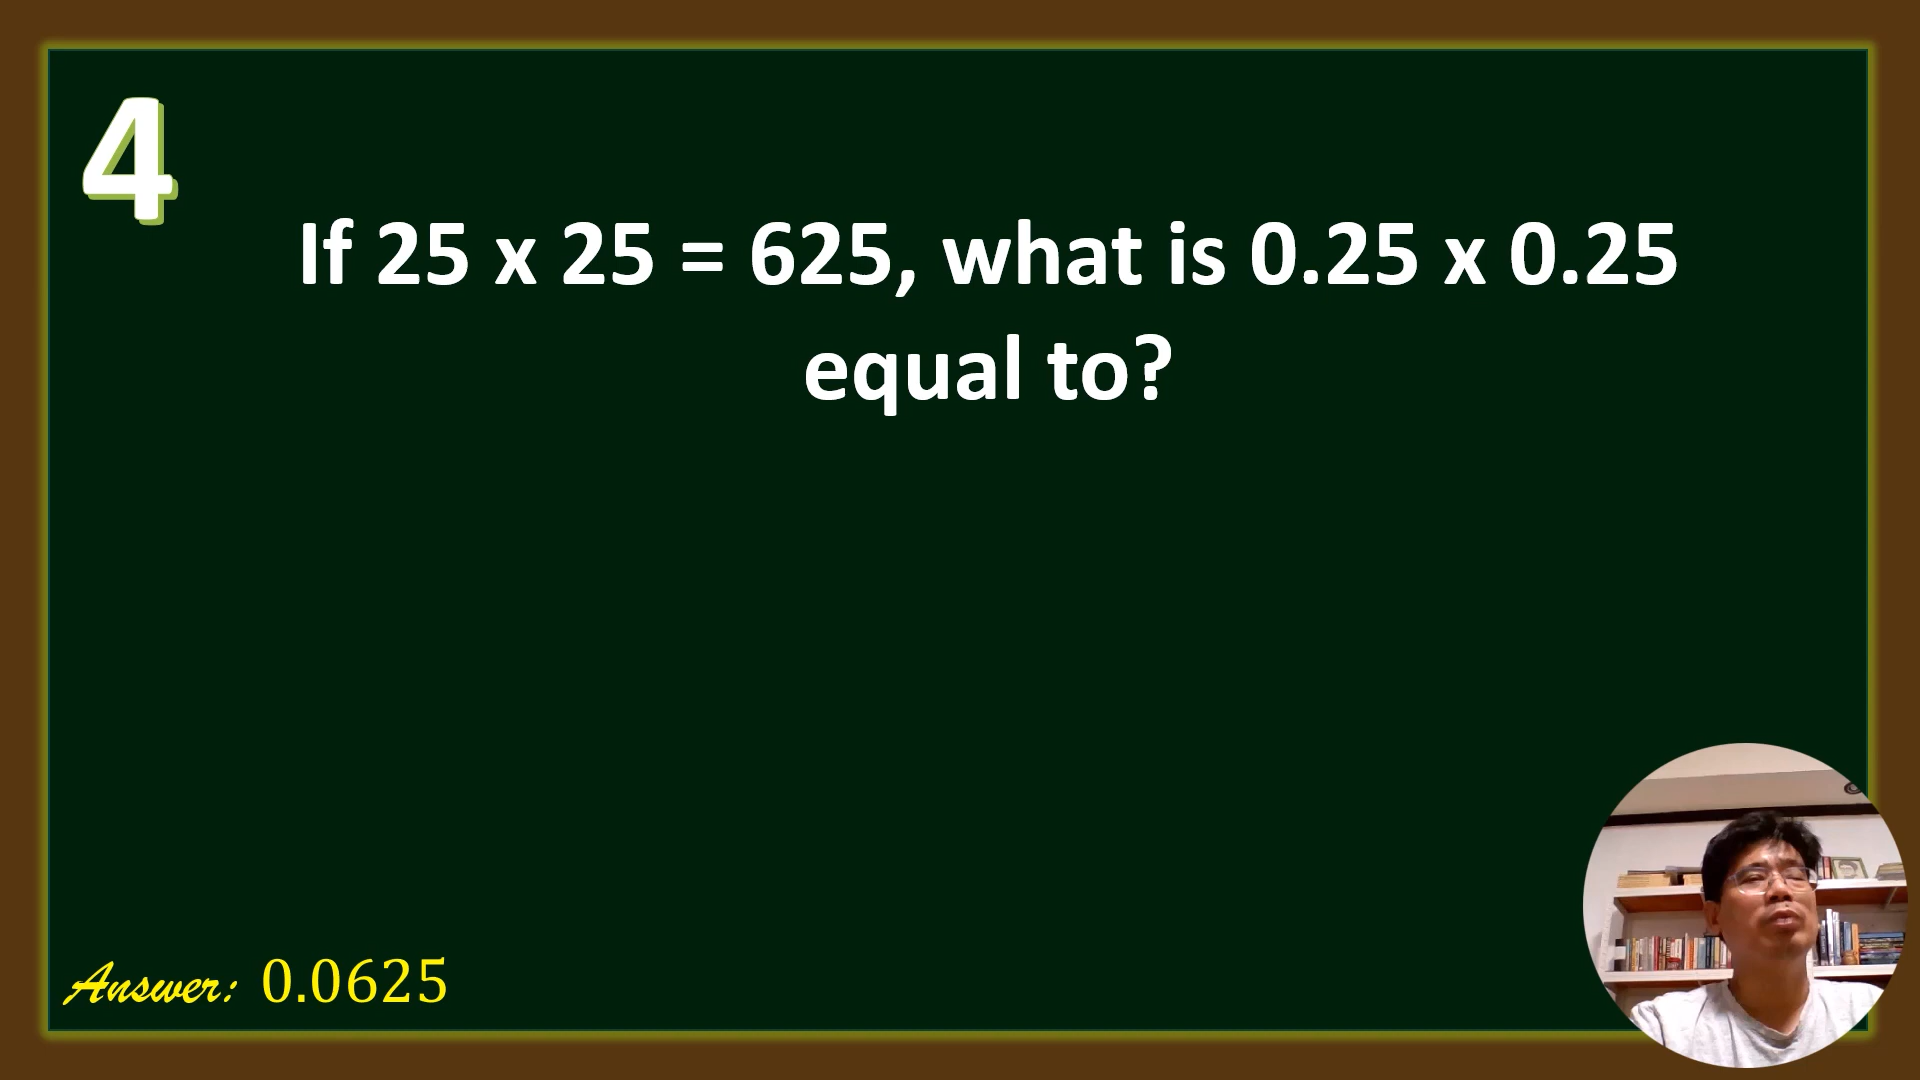 4
If 25 x 25 = 625, what is 0.25 x 0.25
equal to?
Answer: 0.0625